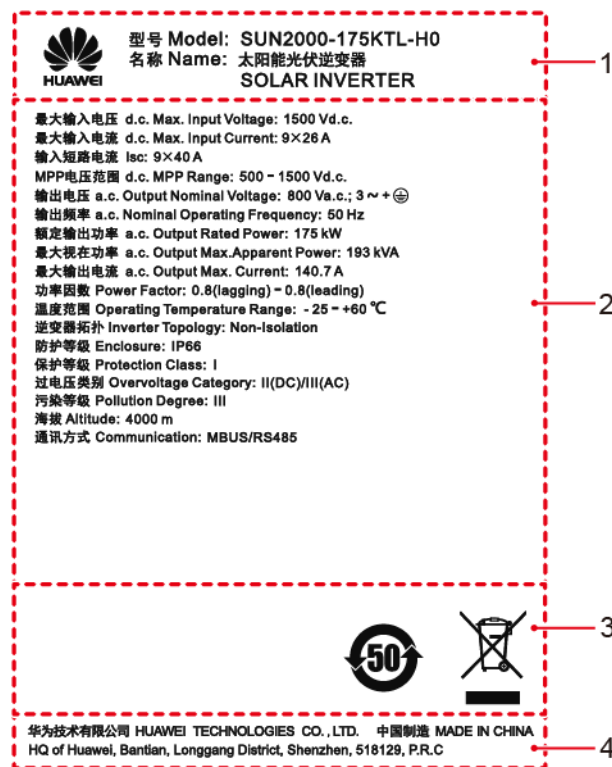 HUAWEI
型号 Model: SUN2000-175KTL-H0
名称 Name: 太阳能光伏逆变器
SOLAR INVERTER
1
最大输入电压 d.c. Max. Input Voltage: 1500 Vd.c.
最大输入电流 d.c. Max. Input Current: 9×26 A
输入短路电流 Isc: 9×40 A
MPP电压范围 d.c. MPP Range: 500 - 1500 Vd.c.
输出电压 a.c. Output Nominal Voltage: 800 Va.c.; 3 ~ + ⏚
输出频率 a.c. Nominal Operating Frequency: 50 Hz
额定输出功率 a.c. Output Rated Power: 175 kW
最大视在功率 a.c. Output Max.Apparent Power: 193 kVA
最大输出电流 a.c. Output Max. Current: 140.7 A
功率因数 Power Factor: 0.8(lagging) - 0.8(leading)
温度范围 Operating Temperature Range: - 25 - +60 ℃
逆变器拓扑 Inverter Topology: Non-Isolation
防护等级 Enclosure: IP66
保护等级 Protection Class: I
过电压类别 Overvoltage Category: II(DC)/III(AC)
污染等级 Pollution Degree: III
海拔 Altitude: 4000 m
通讯方式 Communication: MBUS/RS485
2
50
3
华为技术有限公司 HUAWEI TECHNOLOGIES CO., LTD. 中国制造 MADE IN CHINA
HQ of Huawei, Bantian, Longgang District, Shenzhen, 518129, P.R.C
4